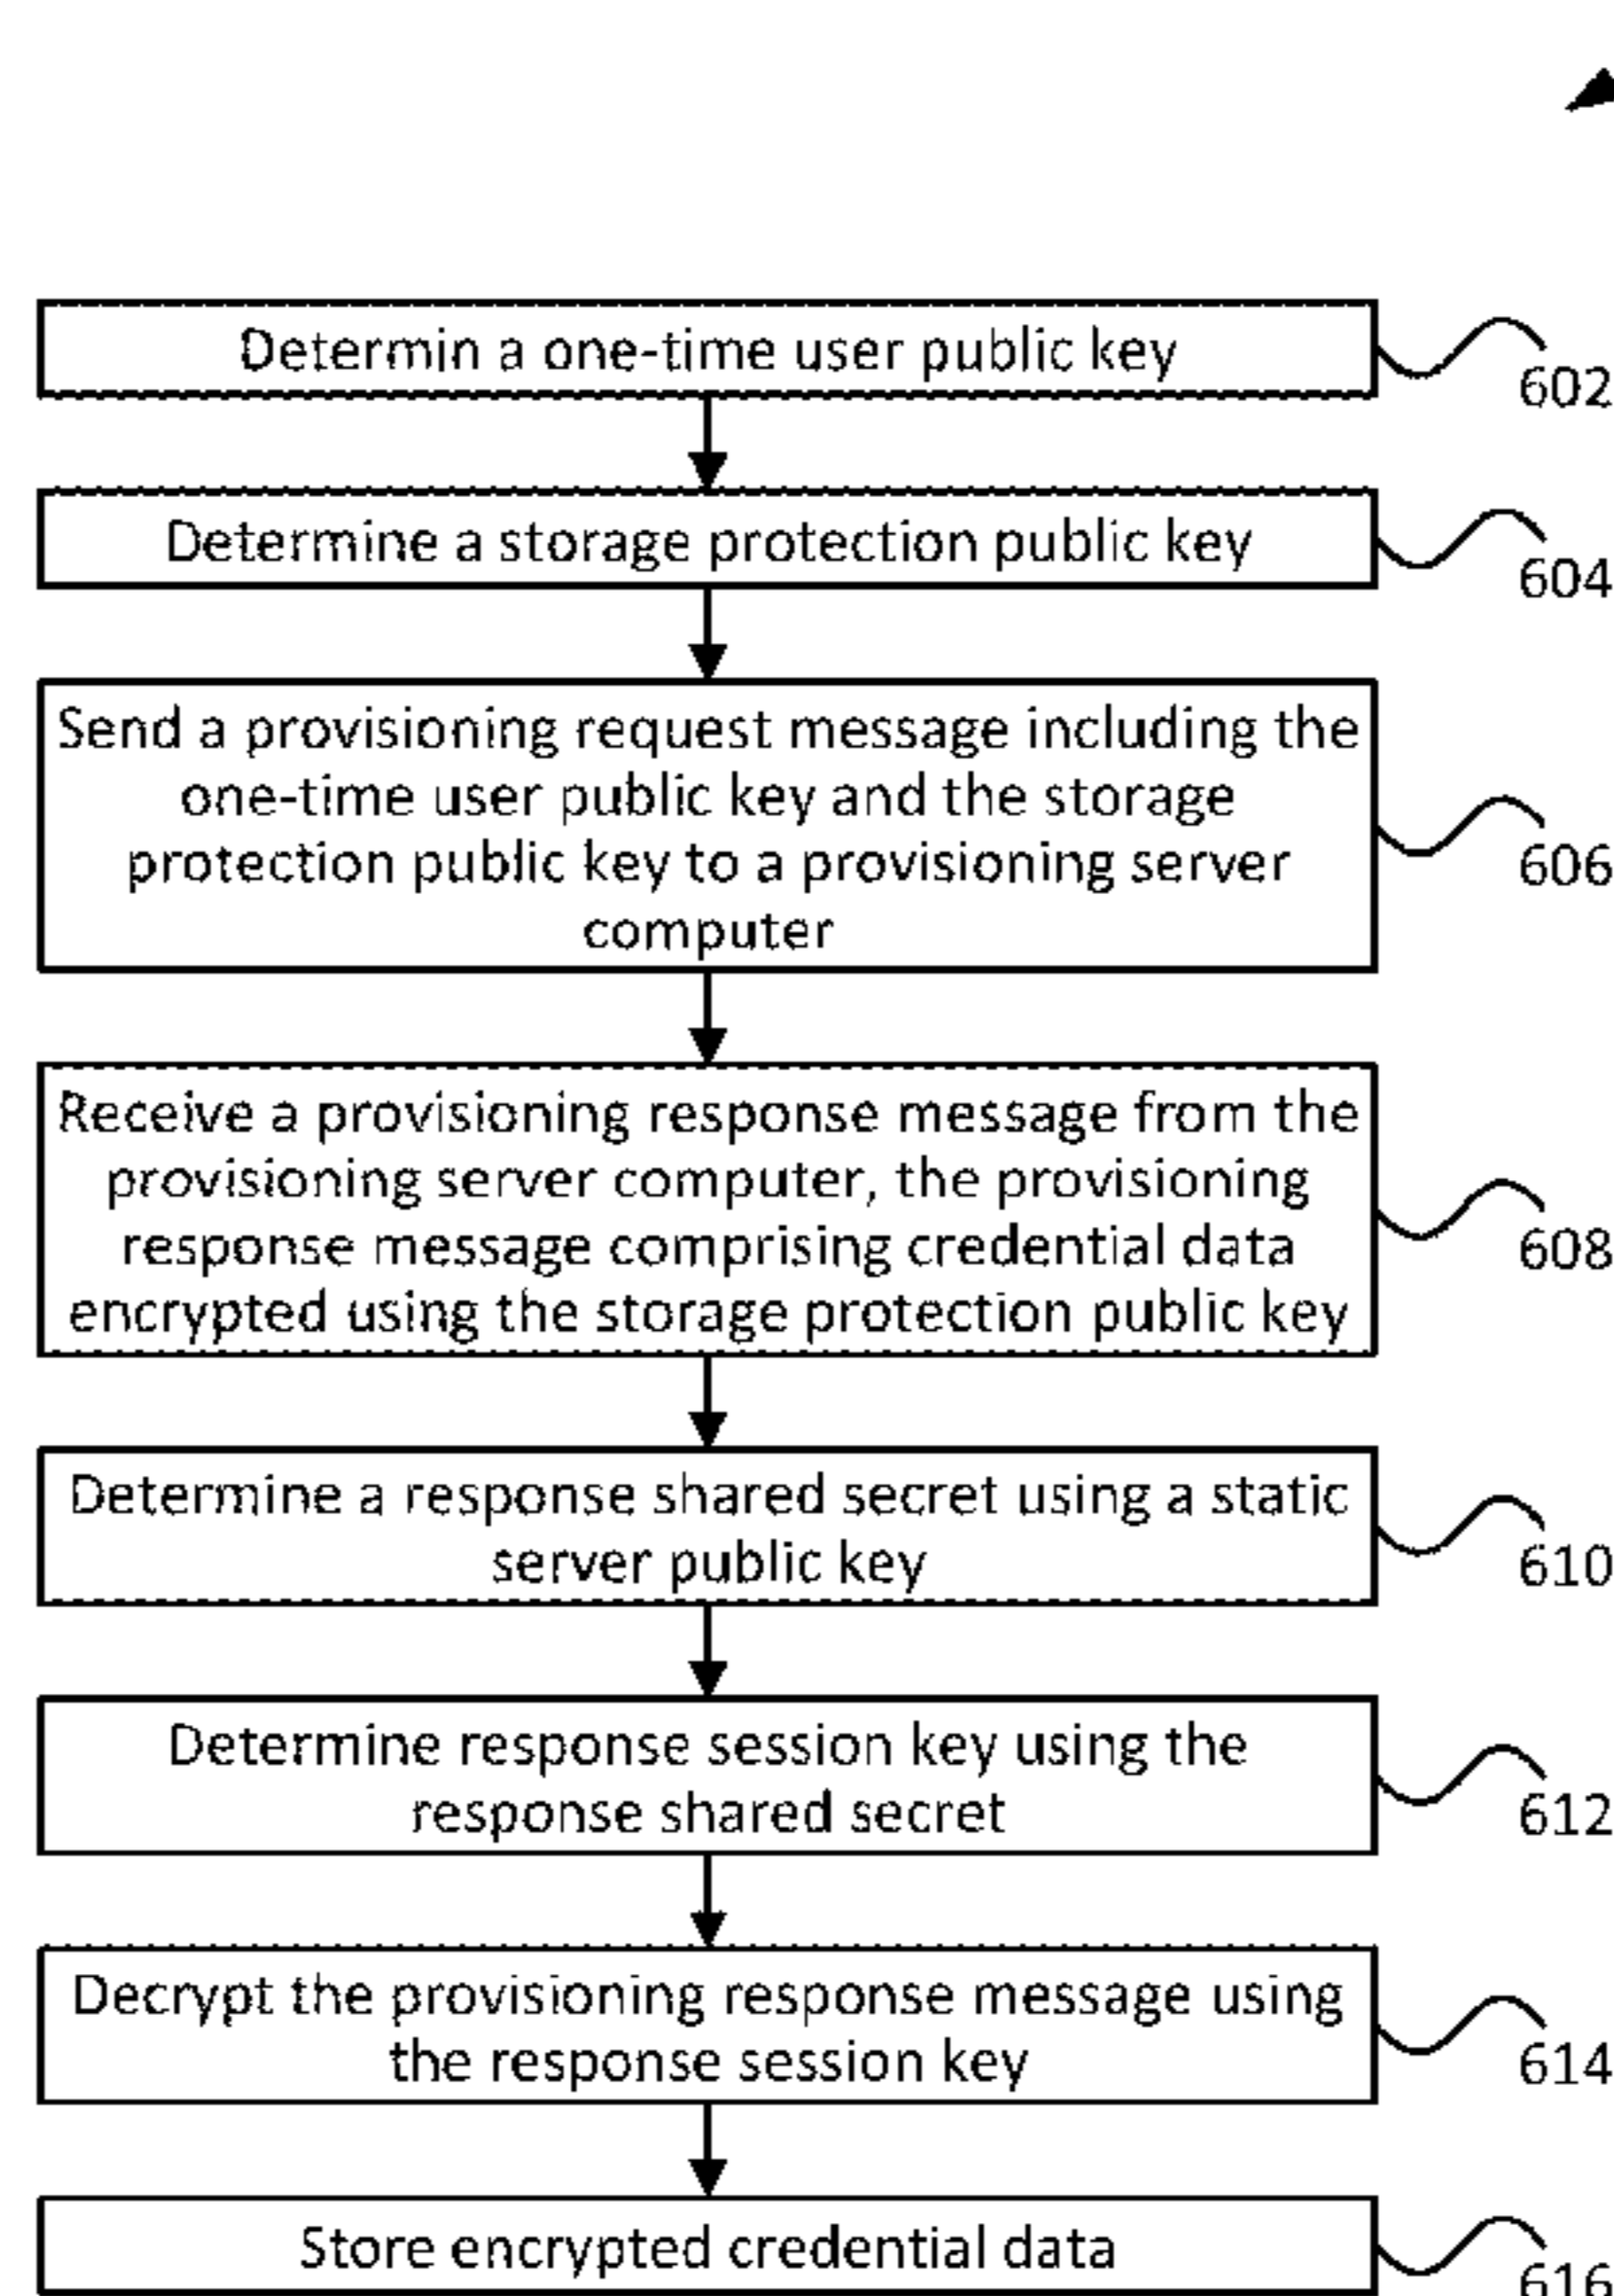 Determin a one-time user public key
602
Determine a storage protection public key
604
Send a provisioning request message including the
one-time user public key and the storage
protection public key to a provisioning server
computer
606
Receive a provisioning response message from the
provisioning server computer, the provisioning
response message comprising credential data
encrypted using the storage protection public key
608
Determine a response shared secret using a static
server public key
610
Determine response session key using the
response shared secret
612
Decrypt the provisioning response message using
the response session key
614
Store encrypted credential data
616